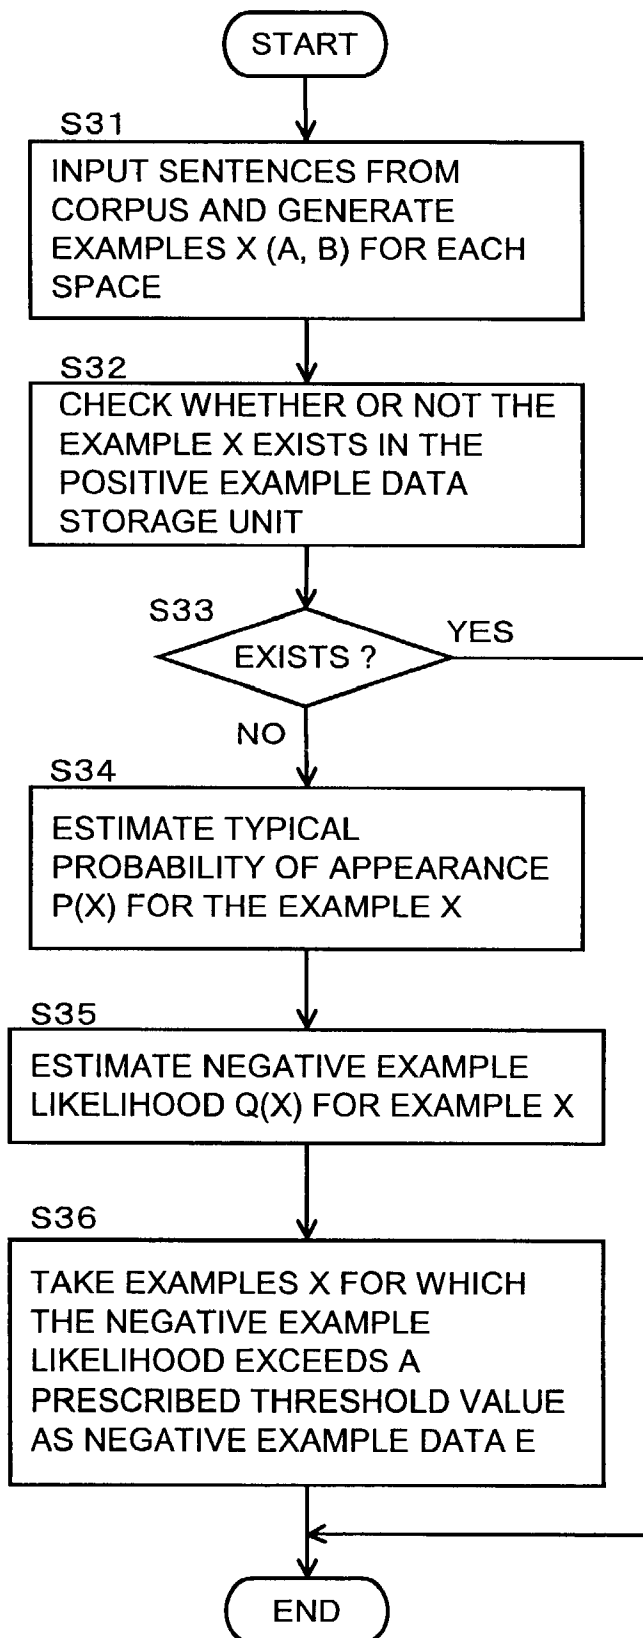 START
S31
INPUT SENTENCES FROM
CORPUS AND GENERATE
EXAMPLES X (A, B) FOR EACH
SPACE
S32
CHECK WHETHER OR NOT THE
EXAMPLE X EXISTS IN THE
POSITIVE EXAMPLE DATA
STORAGE UNIT
S33
EXISTS ?
YES
NO
S34
ESTIMATE TYPICAL
PROBABILITY OF APPEARANCE
P(X) FOR THE EXAMPLE X
S35
ESTIMATE NEGATIVE EXAMPLE
LIKELIHOOD Q(X) FOR EXAMPLE X
S36
TAKE EXAMPLES X FOR WHICH
THE NEGATIVE EXAMPLE
LIKELIHOOD EXCEEDS A
PRESCRIBED THRESHOLD VALUE
AS NEGATIVE EXAMPLE DATA E
END